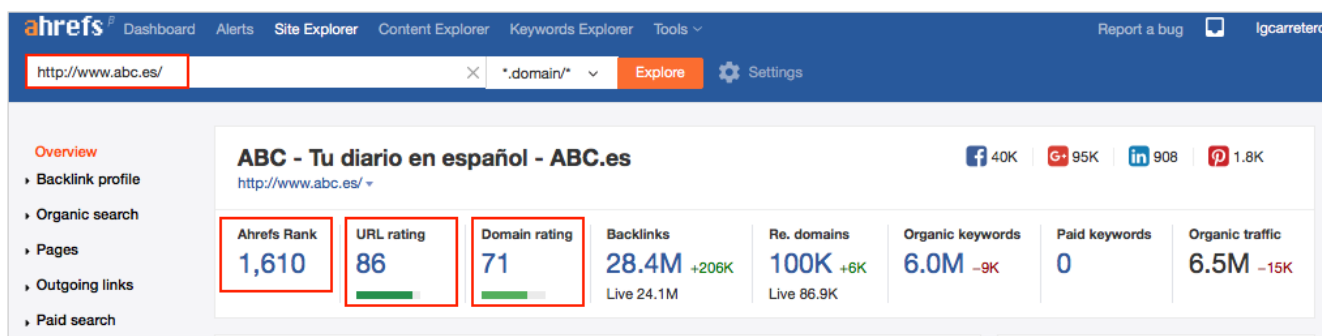 ahrefs β Dashboard Alerts Site Explorer Content Explorer Keywords Explorer Tools Report a bug lgcarretero
http://www.abc.es/ *.domain/* Explore Settings
Overview
Backlink profile
Organic search
Pages
Outgoing links
Paid search
ABC - Tu diario en español - ABC.es
http://www.abc.es/
40K G+ 95K in 908 1.8K
Ahrefs Rank URL rating Domain rating Backlinks Re. domains Organic keywords Paid keywords Organic traffic
1,610 86 71 28.4M +206K 100K +6K 6.0M -9K 0 6.5M -15K
Live 24.1M Live 86.9K